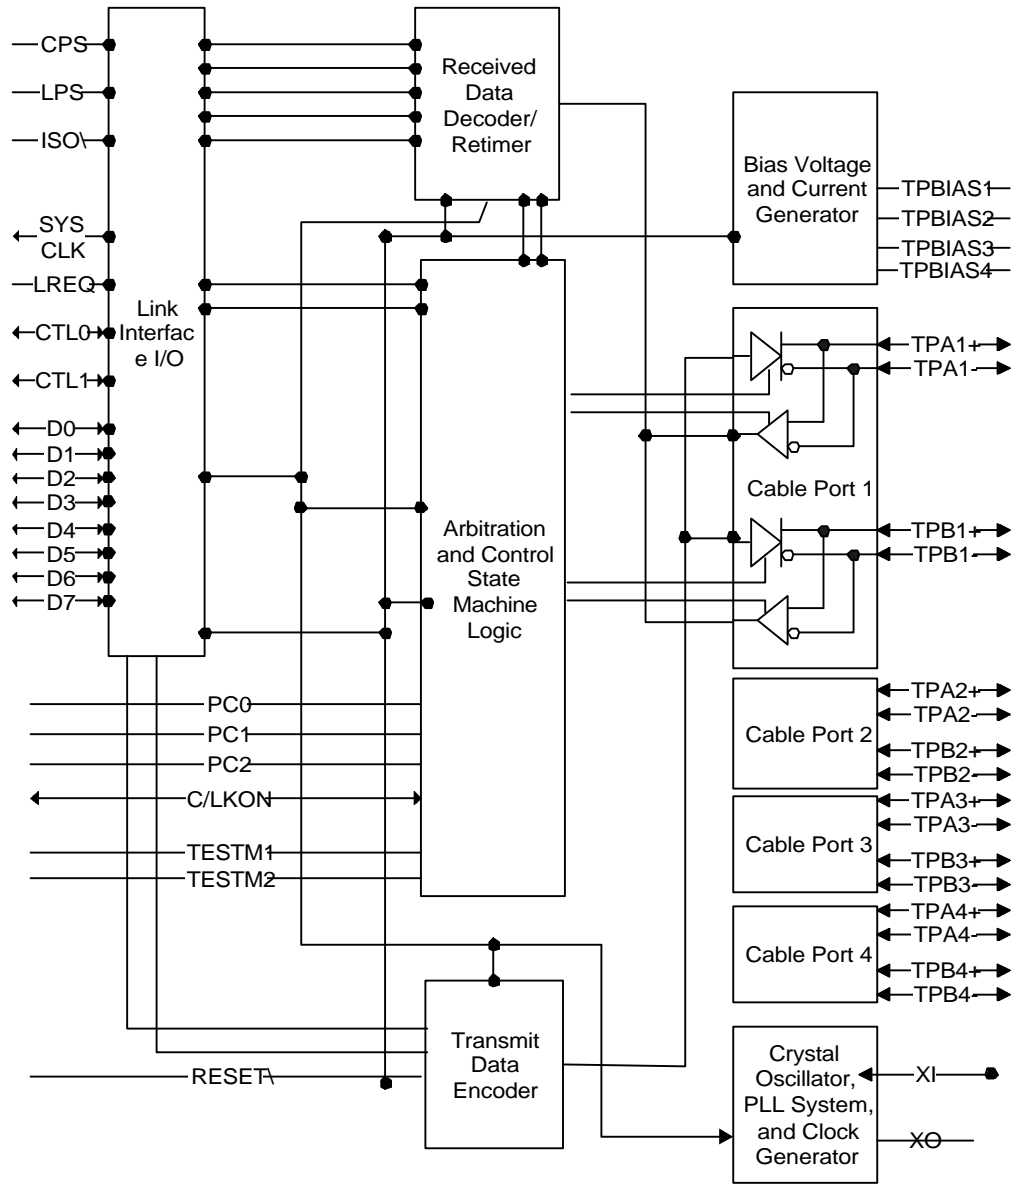 CPS
LPS
ISO\
SYS
CLK
LREQ
CTL0
CTL1
D0
D1
D2
D3
D4
D5
D6
D7
Link
Interfac
e I/O
Received
Data
Decoder/
Retimer
Bias Voltage
and Current
Generator
TPBIAS1
TPBIAS2
TPBIAS3
TPBIAS4
TPA1+
TPA1-
Cable Port 1
TPB1+
TPB1-
Arbitration
and Control
State
Machine
Logic
PC0
PC1
PC2
C/LKON
TESTM1
TESTM2
Cable Port 2
TPA2+
TPA2-
TPB2+
TPB2-
Cable Port 3
TPA3+
TPA3-
TPB3+
TPB3-
Cable Port 4
TPA4+
TPA4-
TPB4+
TPB4-
RESET\
Transmit
Data
Encoder
Crystal
Oscillator,
PLL System,
and Clock
Generator
XI
XO